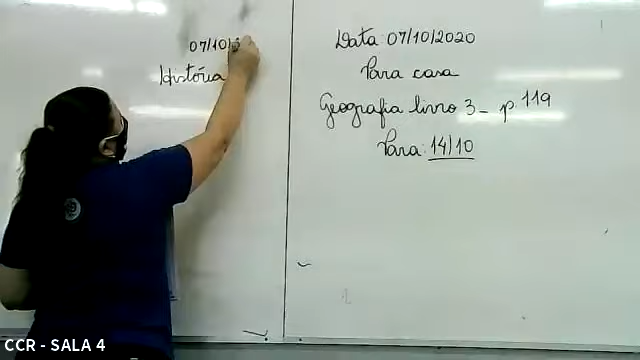 07/10/2
História
Data: 07/10/2020
Para casa
Geografia livro 3 - p. 119
Para: 14/10
CCR - SALA 4